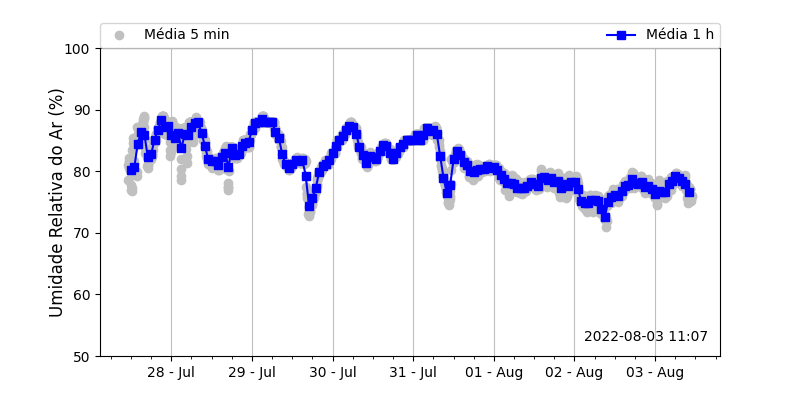 Média 5 min
Média 1 h
Umidade Relativa do Ar (%)
100
90
80
70
60
50
2022-08-03 11:07
28 - Jul
29 - Jul
30 - Jul
31 - Jul
01 - Aug
02 - Aug
03 - Aug